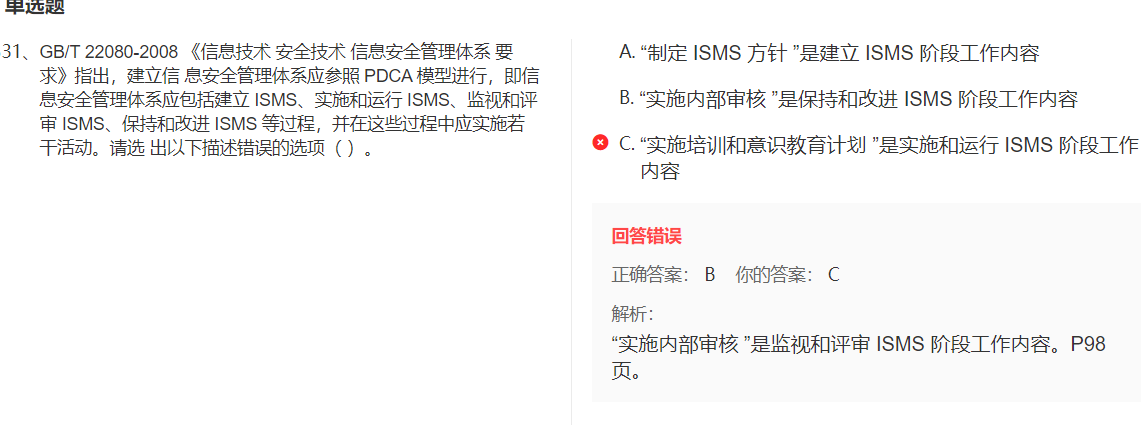 单选题
31、GB/T 22080-2008 《信息技术 安全技术 信息安全管理体系 要
求》指出，建立信 息安全管理体系应参照 PDCA 模型进行，即信
息安全管理体系应包括建立 ISMS、实施和运行 ISMS、监视和评
审 ISMS、保持和改进 ISMS 等过程，并在这些过程中应实施若
干活动。请选 出以下描述错误的选项（ ）。
A. “制定 ISMS 方针 ”是建立 ISMS 阶段工作内容
B. “实施内部审核 ”是保持和改进 ISMS 阶段工作内容
C. “实施培训和意识教育计划 ”是实施和运行 ISMS 阶段工作
内容
回答错误
正确答案： B 你的答案： C
解析：
“实施内部审核 ”是监视和评审 ISMS 阶段工作内容。P98
页。